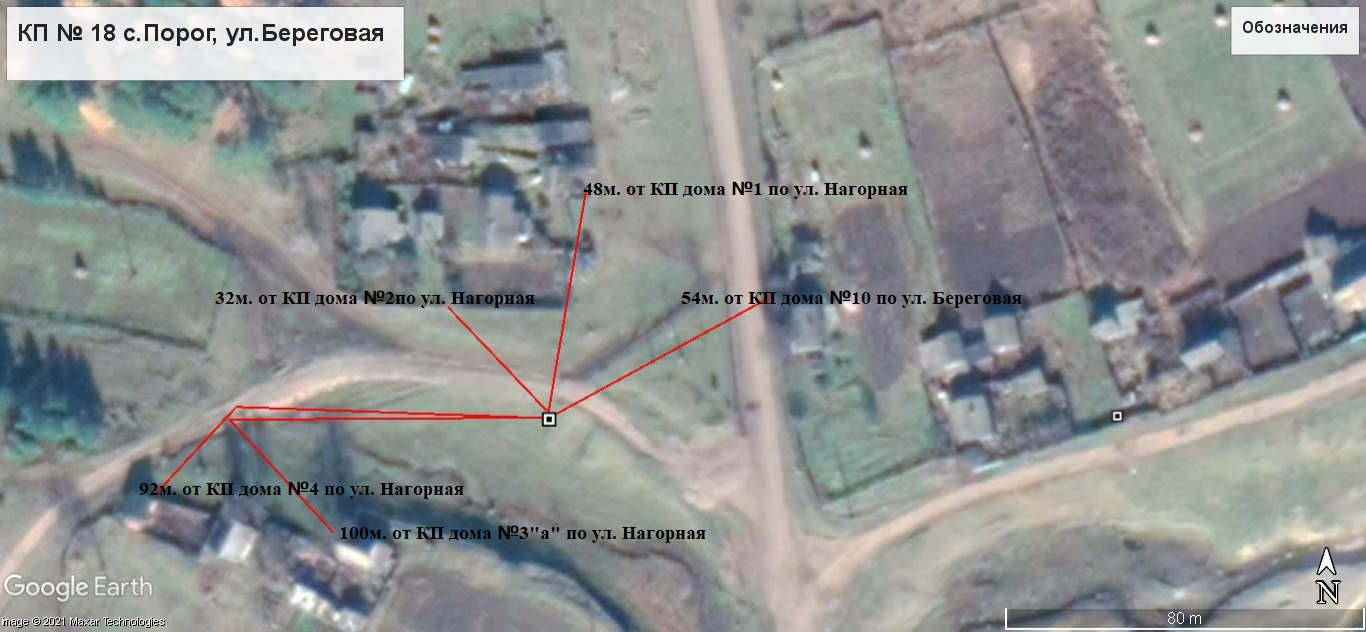 КП № 18 с.Порог, ул.Береговая
Обозначения
48м. от КП дома №1 по ул. Нагорная
32м. от КП дома №2по ул. Нагорная
54м. от КП дома №10 по ул. Береговая
92м. от КП дома №4 по ул. Нагорная
100м. от КП дома №3"а" по ул. Нагорная
Google Earth
Image © 2021 Maxar Technologies
N
80 m